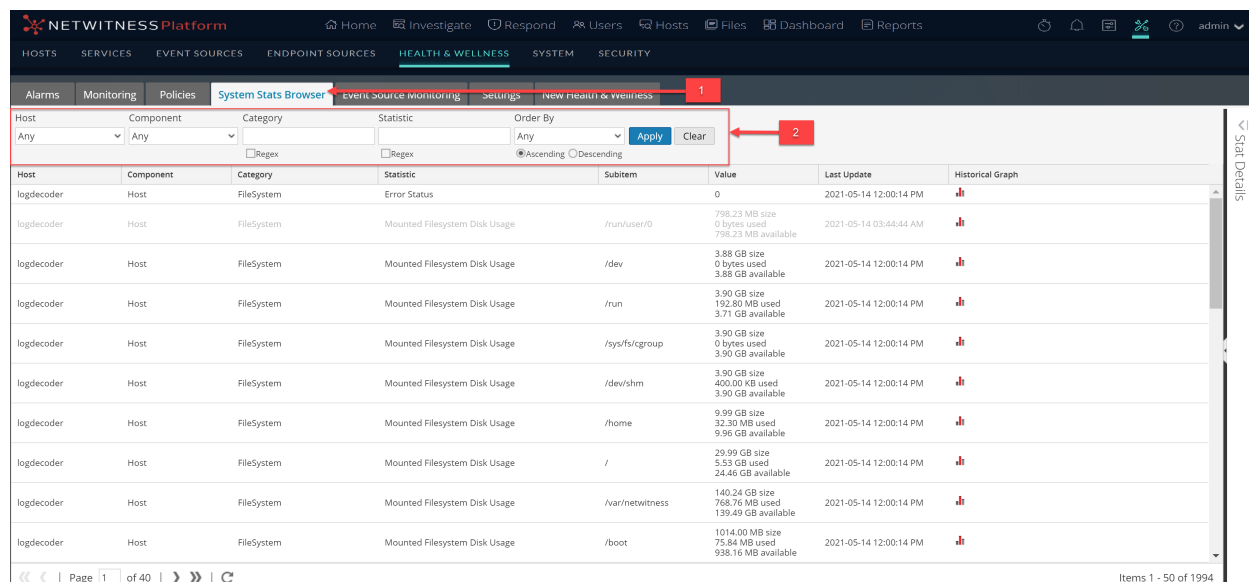 NETWITNESS Platform Home Investigate Respond Users Hosts Files Dashboard Reports admin
HOSTS SERVICES EVENT SOURCES ENDPOINT SOURCES HEALTH & WELLNESS SYSTEM SECURITY
Alarms Monitoring Policies System Stats Browser Event Source Monitoring Settings New Health & Wellness 1
Host Component Category Statistic Order By
Any Any Any Apply Clear 2
Regex Regex Ascending Descending
Stat Details
Host Component Category Statistic Subitem Value Last Update Historical Graph
logdecoder Host FileSystem Error Status 0 2021-05-14 12:00:14 PM
logdecoder Host FileSystem Mounted Filesystem Disk Usage /run/user/0 798.23 MB size
0 bytes used 2021-05-14 03:44:44 AM
798.23 MB available
logdecoder Host FileSystem Mounted Filesystem Disk Usage /dev 3.88 GB size
0 bytes used 2021-05-14 12:00:14 PM
3.88 GB available
logdecoder Host FileSystem Mounted Filesystem Disk Usage /run 3.90 GB size
192.80 MB used 2021-05-14 12:00:14 PM
3.71 GB available
logdecoder Host FileSystem Mounted Filesystem Disk Usage /sys/fs/cgroup 3.90 GB size
0 bytes used 2021-05-14 12:00:14 PM
3.90 GB available
logdecoder Host FileSystem Mounted Filesystem Disk Usage /dev/shm 3.90 GB size
400.00 KB used 2021-05-14 12:00:14 PM
3.90 GB available
logdecoder Host FileSystem Mounted Filesystem Disk Usage /home 9.99 GB size
32.30 MB used 2021-05-14 12:00:14 PM
9.96 GB available
logdecoder Host FileSystem Mounted Filesystem Disk Usage / 29.99 GB size
5.53 GB used 2021-05-14 12:00:14 PM
24.46 GB available
logdecoder Host FileSystem Mounted Filesystem Disk Usage /var/netwitness 140.24 GB size
768.76 MB used 2021-05-14 12:00:14 PM
139.49 GB available
logdecoder Host FileSystem Mounted Filesystem Disk Usage /boot 1014.00 MB size
75.84 MB used 2021-05-14 12:00:14 PM
938.16 MB available
Page 1 of 40 Items 1 - 50 of 1994